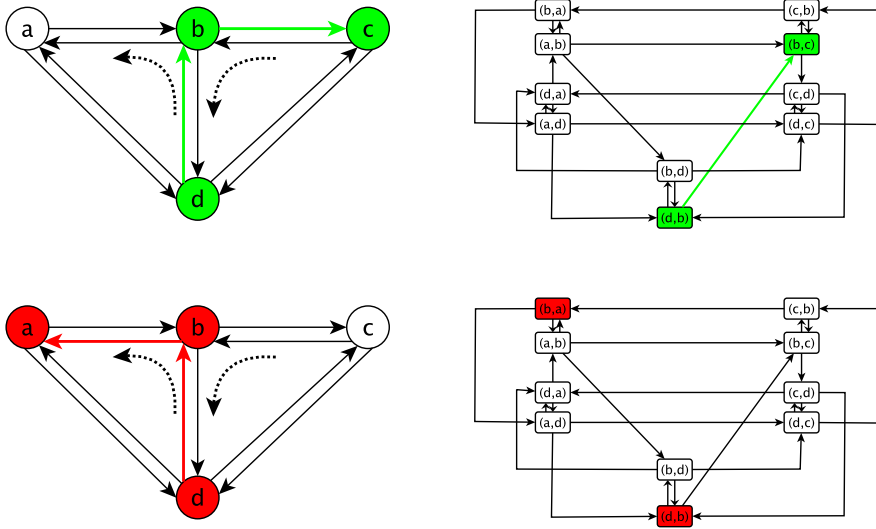 a
b
c
d
(b,a)
(c,b)
(a,b)
(b,c)
(d,a)
(c,d)
(a,d)
(d,c)
(b,d)
(d,b)
a
b
c
d
(b,a)
(c,b)
(a,b)
(b,c)
(d,a)
(c,d)
(a,d)
(d,c)
(b,d)
(d,b)